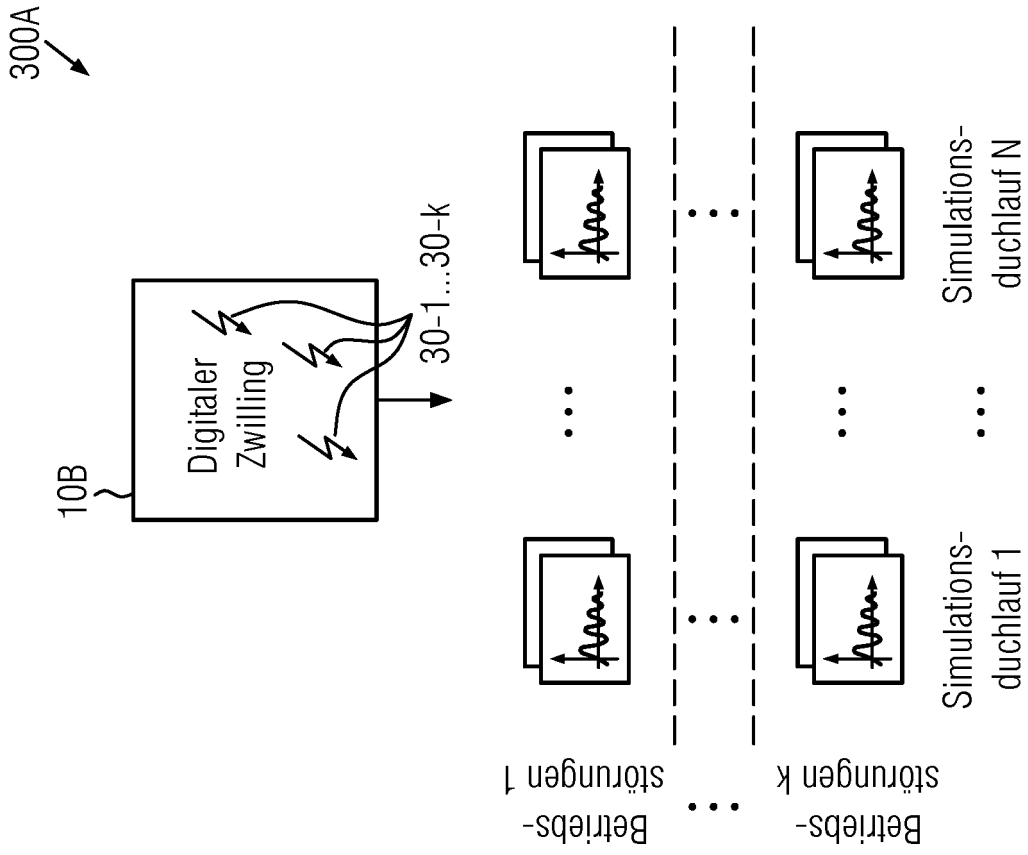 300A
10B
Digitaler
Zwilling
30-1...30-k
Betriebs-
störungen 1
Betriebs-
störungen k
Simulations-
duchlauf 1
Simulations-
duchlauf N